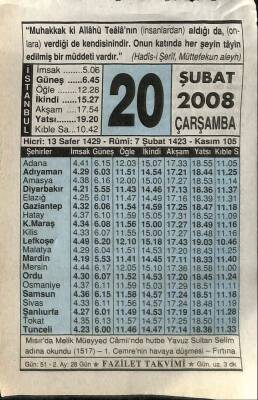 "Muhakkak ki Allâhü Teâlâ'nın (insanlardan) aldığı da, (on-
lara) verdiği de kendisinindir. Onun katında her şeyin tâyin
edilmiş bir müddeti vardır." (Hadîs-i Şerîf, Müttefekun aleyh)
İSTANBUL
İmsak ........5.06
Güneş ......6.45
Öğle .........12.28
İkindi .....15.27
Akşam .....17.54
Yatsı.......19.20
Kıble Sa...10.42
20
ŞUBAT
2008
ÇARŞAMBA
Hicrî: 13 Safer 1429 - Rûmî: 7 Şubat 1423 - Kasım 105
Şehirler İmsak Güneş Öğle İkindi Akşam Yatsı Kıble S.
Adana 4.41 6.15 12.03 15.07 17.33 18.55 11.05
Adıyaman 4.29 6.03 11.51 14.54 17.21 18.44 11.25
Amasya 4.38 6.16 12.00 15.00 17.27 18.53 11.14
Diyarbakır 4.21 5.55 11.43 14.46 17.13 18.36 11.37
Elazığ 4.25 6.01 11.47 14.49 17.16 18.39
Gaziantep 4.32 6.06 11.54 14.59 17.25 18.47 11.18
Hatay 4.37 6.10 11.59 15.05 17.31 18.52 11.09
K.Maraş 4.34 6.08 11.56 15.00 17.27 18.49 11.16
Kilis 4.33 6.07 11.55 15.00 17.27 18.48
Lefkoşe 4.49 6.20 12.10 15.18 17.43 19.03 10.46
Malatya 4.29 6.04 11.51 14.53 17.20 18.43 11.25
Mardin 4.19 5.53 11.41 14.45 17.11 18.33 11.40
Mersin 4.44 6.17 12.05 15.10 17.36 18.58
Ordu 4.30 6.07 11.52 14.53 17.20 18.45 11.24
Osmaniye 4.37 6.11 11.59 15.03 17.29
Samsun 4.36 6.15 11.58 14.57 17.24 18.51 11.16
Sivas 4.33 6.11 11.56 14.57 17.24 18.48 11.19
Şanlıurfa 4.27 6.01 11.49 14.53 17.19 18.41 11.28
Tokat 4.35 6.13 11.57 14.57 17.25 18.50 11.18
Tunceli 4.23 6.00 11.46 14.47 17.14 18.38 11.33
Mısır'da Melik Müeyyed Câmii'nde hutbe Yavuz Sultan Selim
adına okundu (1517) – 1. Cemre'nin havaya düşmesi – Fırtına.
Gün: 51 - 2. Ay: 28 Gün ★ FAZİLET TAKVİMİ ★ Gün. uz. 3 dk.